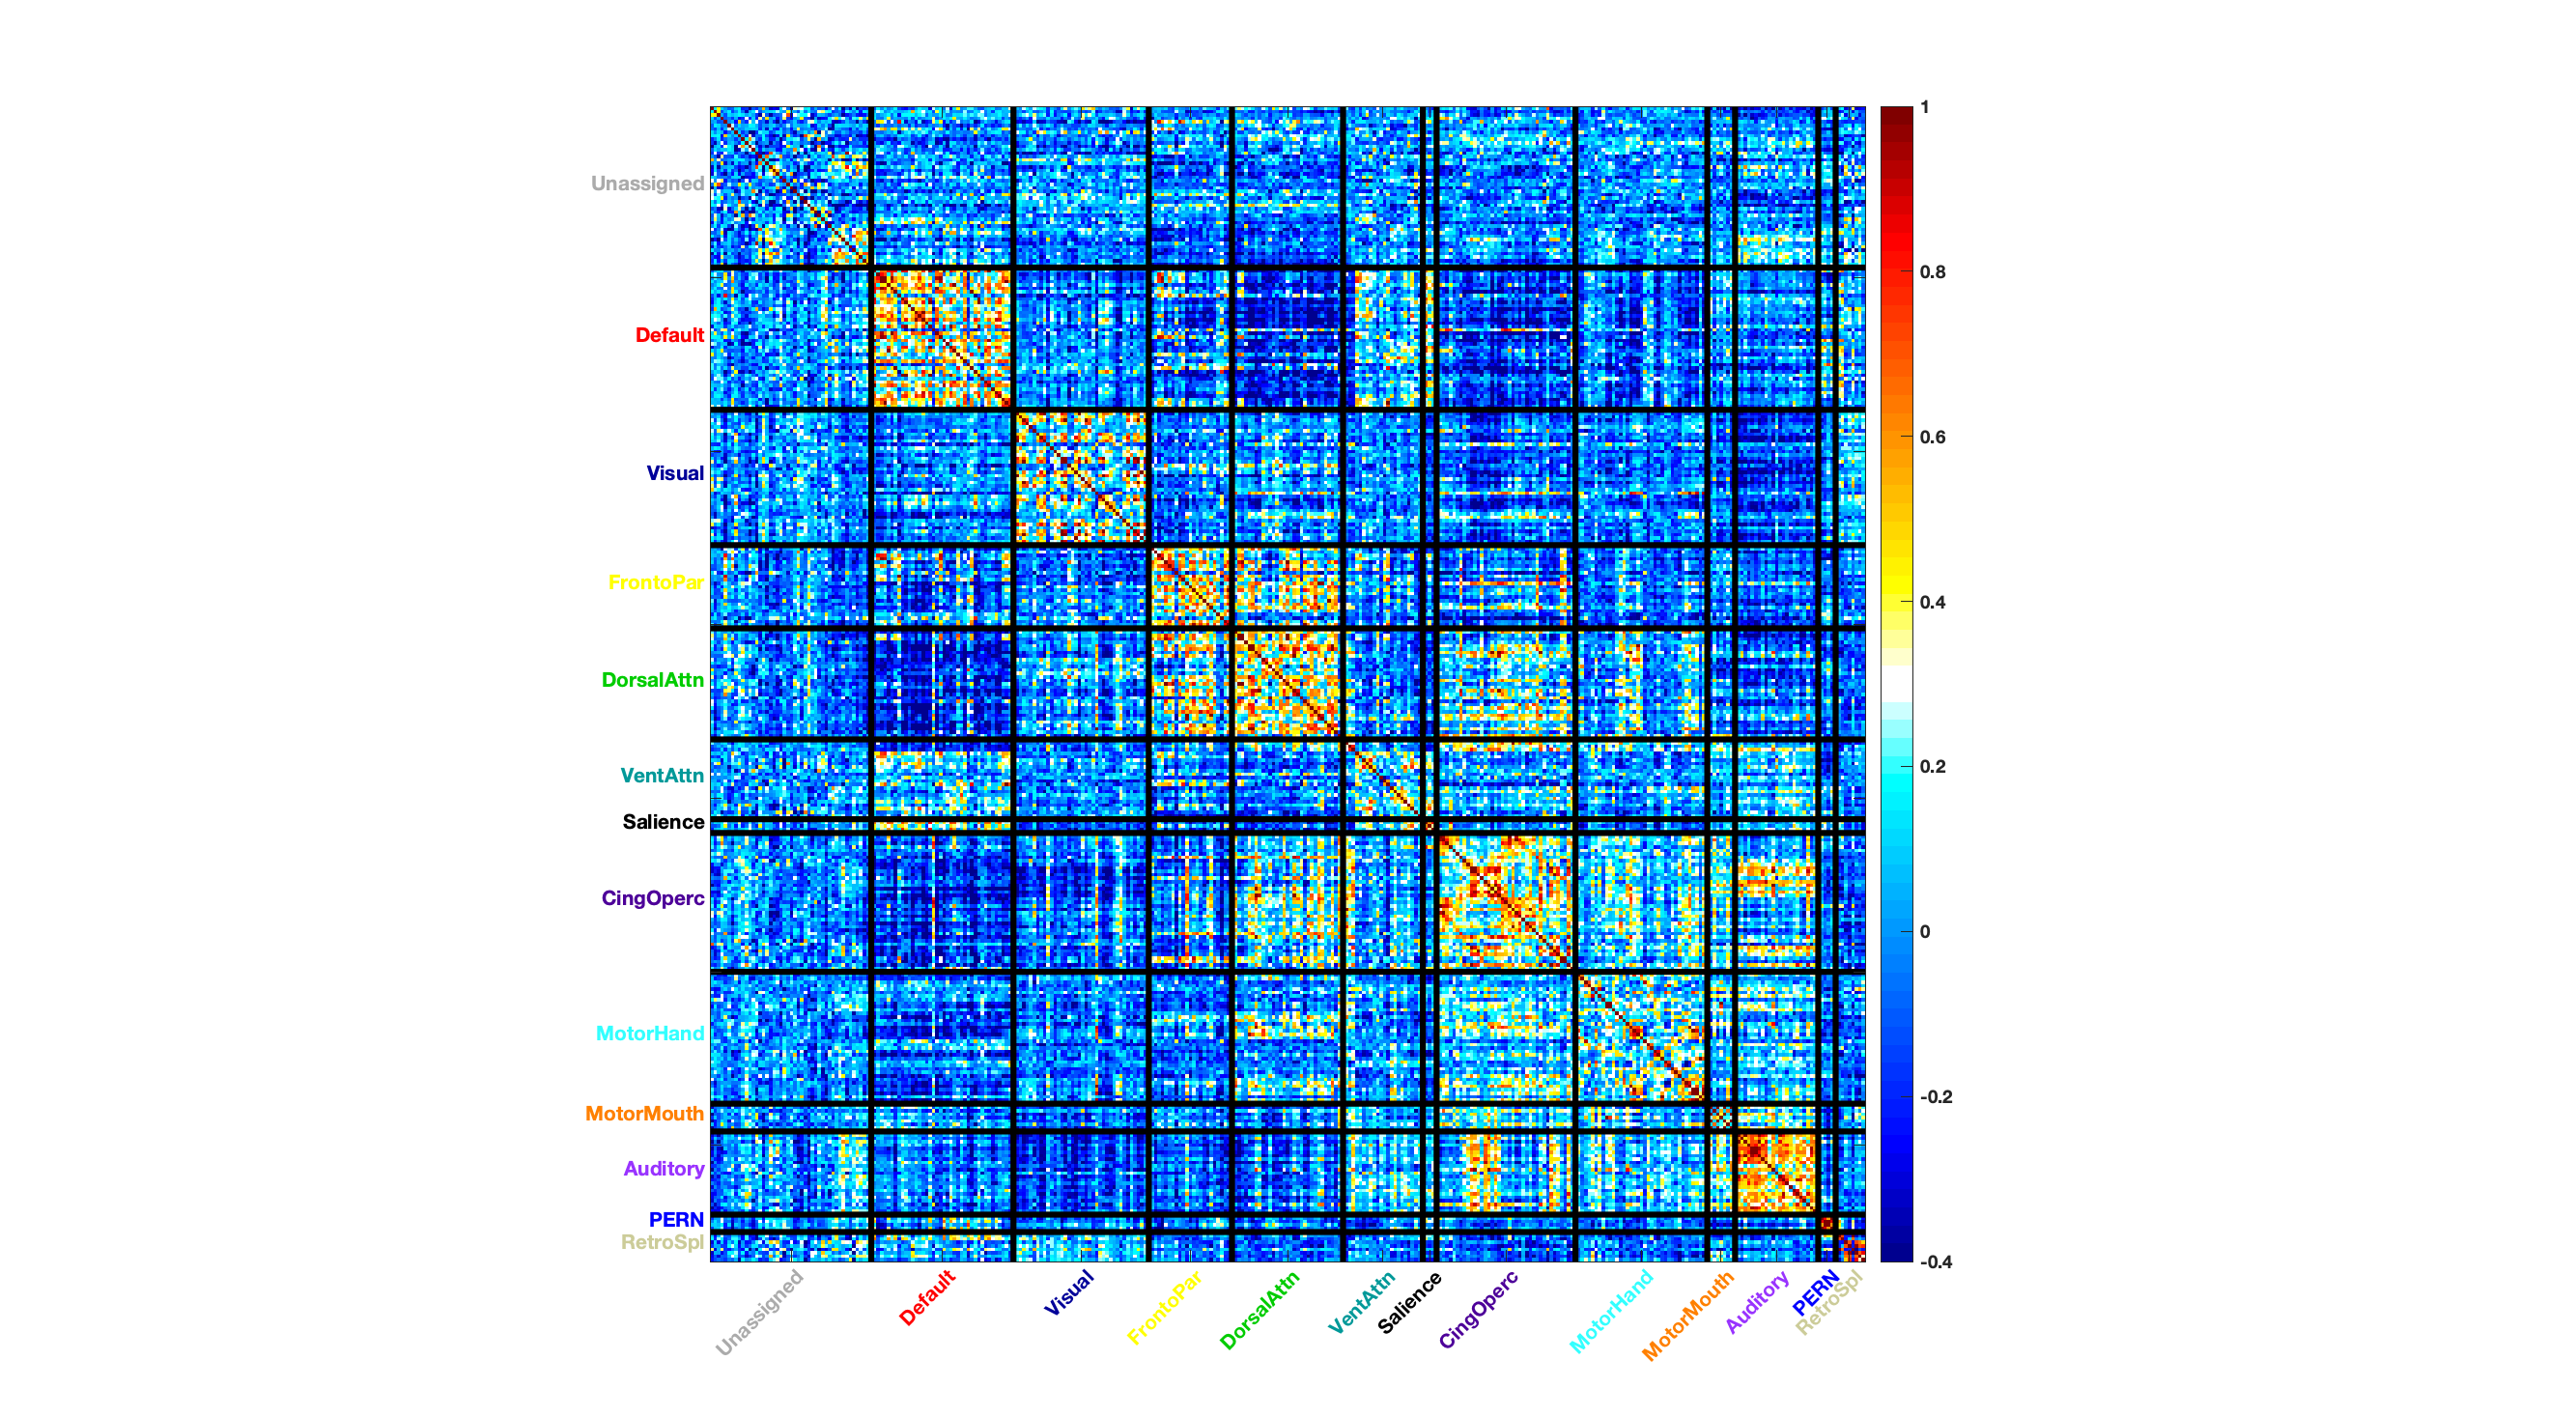 Unassigned
Default
Visual
FrontoPar
DorsalAttn
VentAttn
Salience
CingOperc
MotorHand
MotorMouth
Auditory
PERN
RetroSpl
Unassigned
Default
Visual
FrontoPar
DorsalAttn
VentAttn
Salience
CingOperc
MotorHand
MotorMouth
Auditory
PERN
RetroSpl
1
0.8
0.6
0.4
0.2
0
-0.2
-0.4